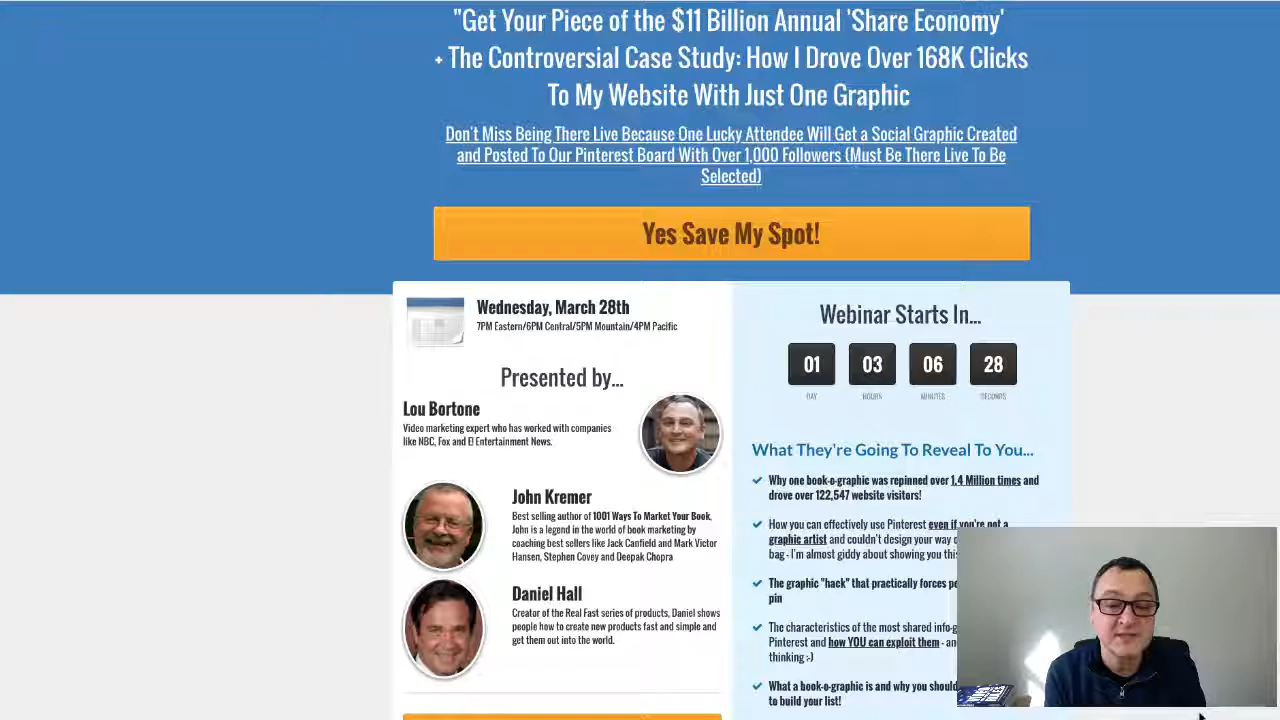 "Get Your Piece of the $11 Billion Annual 'Share Economy'
+ The Controversial Case Study: How I Drove Over 168K Clicks
To My Website With Just One Graphic
Don't Miss Being There Live Because One Lucky Attendee Will Get a Social Graphic Created
and Posted To Our Pinterest Board With Over 1,000 Followers (Must Be There Live To Be
Selected)
Yes Save My Spot!
Wednesday, March 28th
7PM Eastern/6PM Central/5PM Mountain/4PM Pacific
Presented by...
Lou Bortone
Video marketing expert who has worked with companies
like NBC, Fox and E! Entertainment News.
John Kremer
Best selling author of 1001 Ways To Market Your Book,
John is a legend in the world of book marketing by
coaching best sellers like Jack Canfield and Mark Victor
Hansen, Stephen Covey and Deepak Chopra
Daniel Hall
Creator of the Real Fast series of products, Daniel shows
people how to create new products fast and simple and
get them out into the world.
Webinar Starts In...
01 03 06 28
DAY HOURS MINUTES SECONDS
What They're Going To Reveal To You...
Why one book-o-graphic was repinned over 1.4 Million times and
drove over 122,547 website visitors!
How you can effectively use Pinterest even if you're not a
graphic artist and couldn't design your way
bag - I'm almost giddy about showing you
The graphic "hack" that practically forces
pin
The characteristics of the most shared
Pinterest and how YOU can exploit them -
thinking :-)
What a book-o-graphic is and why you should
to build your list!